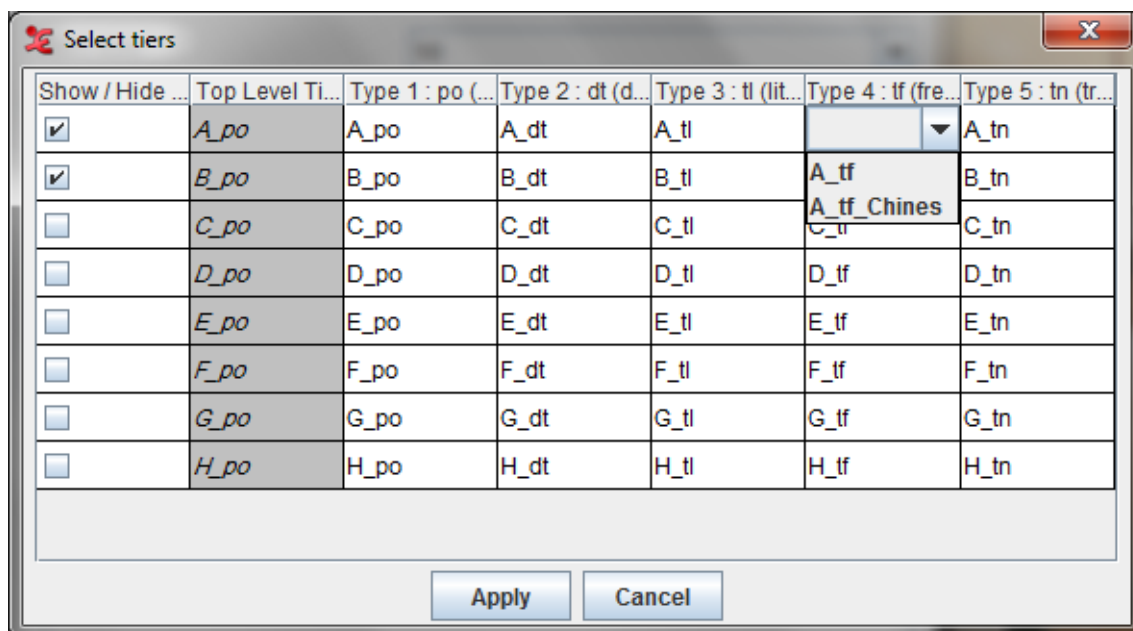 Select tiers
Show / Hide ... Top Level Ti... Type 1 : po (... Type 2 : dt (d... Type 3 : tl (lit... Type 4 : tf (fre... Type 5 : tn (tr...
A_po A_po A_dt A_tl A_tn
B_po B_po B_dt B_tl A_tf B_tn
A_tf_Chines
C_po C_po C_dt C_tl C_tf C_tn
D_po D_po D_dt D_tl D_tf D_tn
E_po E_po E_dt E_tl E_tf E_tn
F_po F_po F_dt F_tl F_tf F_tn
G_po G_po G_dt G_tl G_tf G_tn
H_po H_po H_dt H_tl H_tf H_tn
Apply Cancel